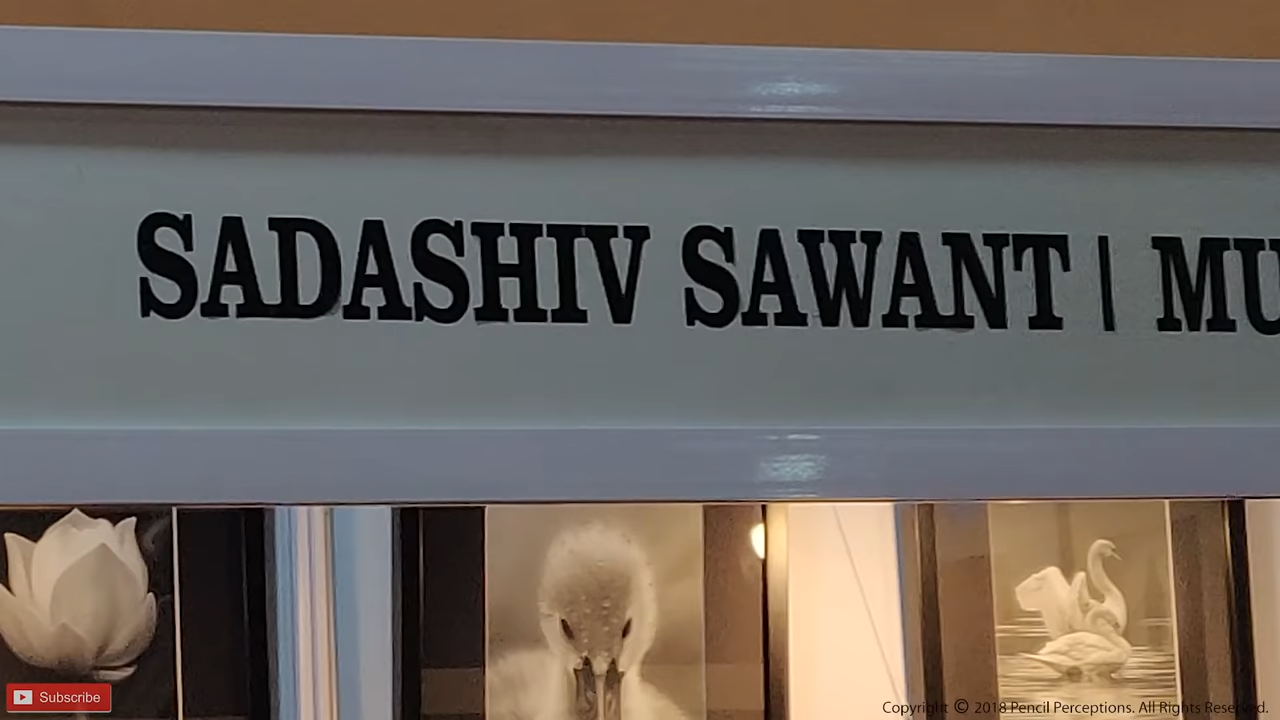 SADASHIV SAWANT | MU
Subscribe
Copyright © 2018 Pencil Perceptions. All Rights Reserved.